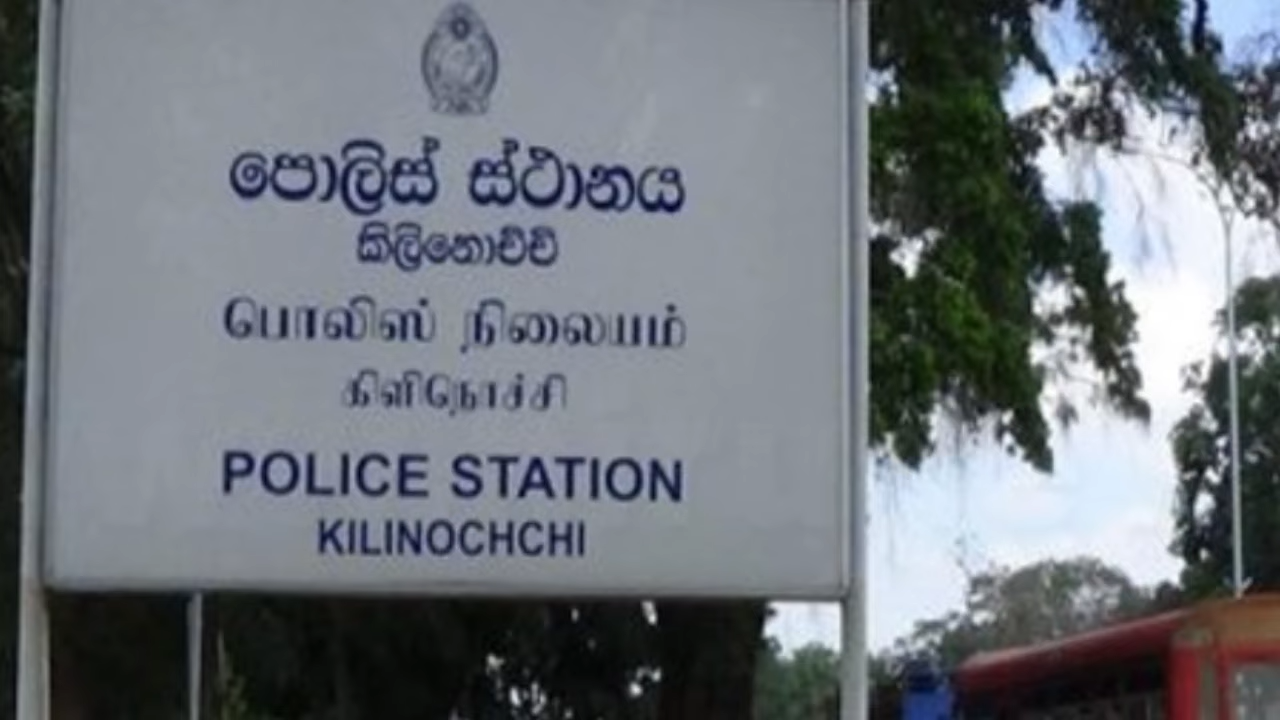 පොලිස් ස්ථානය
කිලිනොච්චි
பொலிஸ் நிலையம்
கிளிநொச்சி
POLICE STATION
KILINOCHCHI